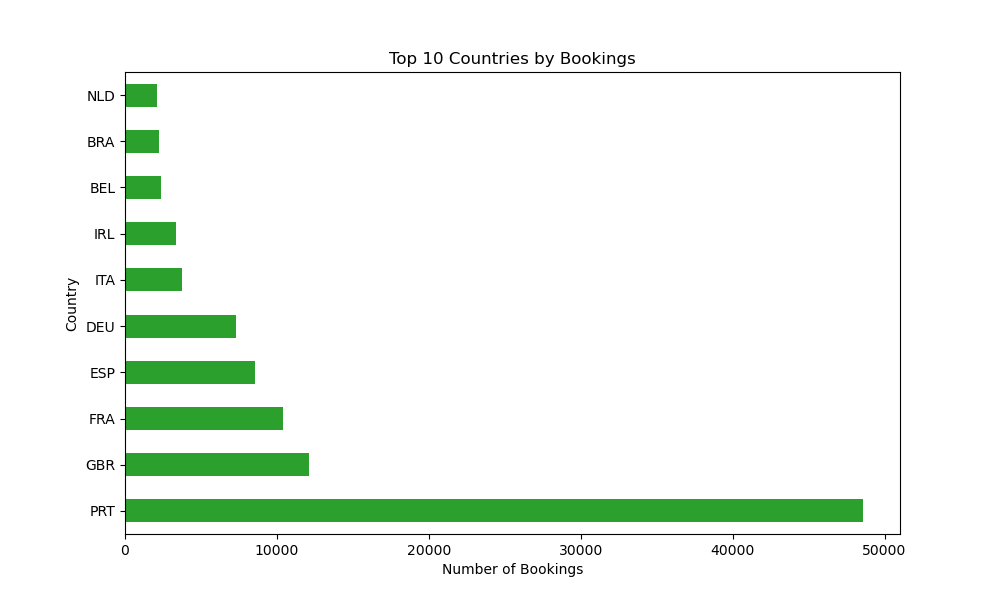 Top 10 Countries by Bookings
NLD
BRA
BEL
IRL
ITA
DEU
ESP
FRA
GBR
PRT
Country
0 10000 20000 30000 40000 50000
Number of Bookings